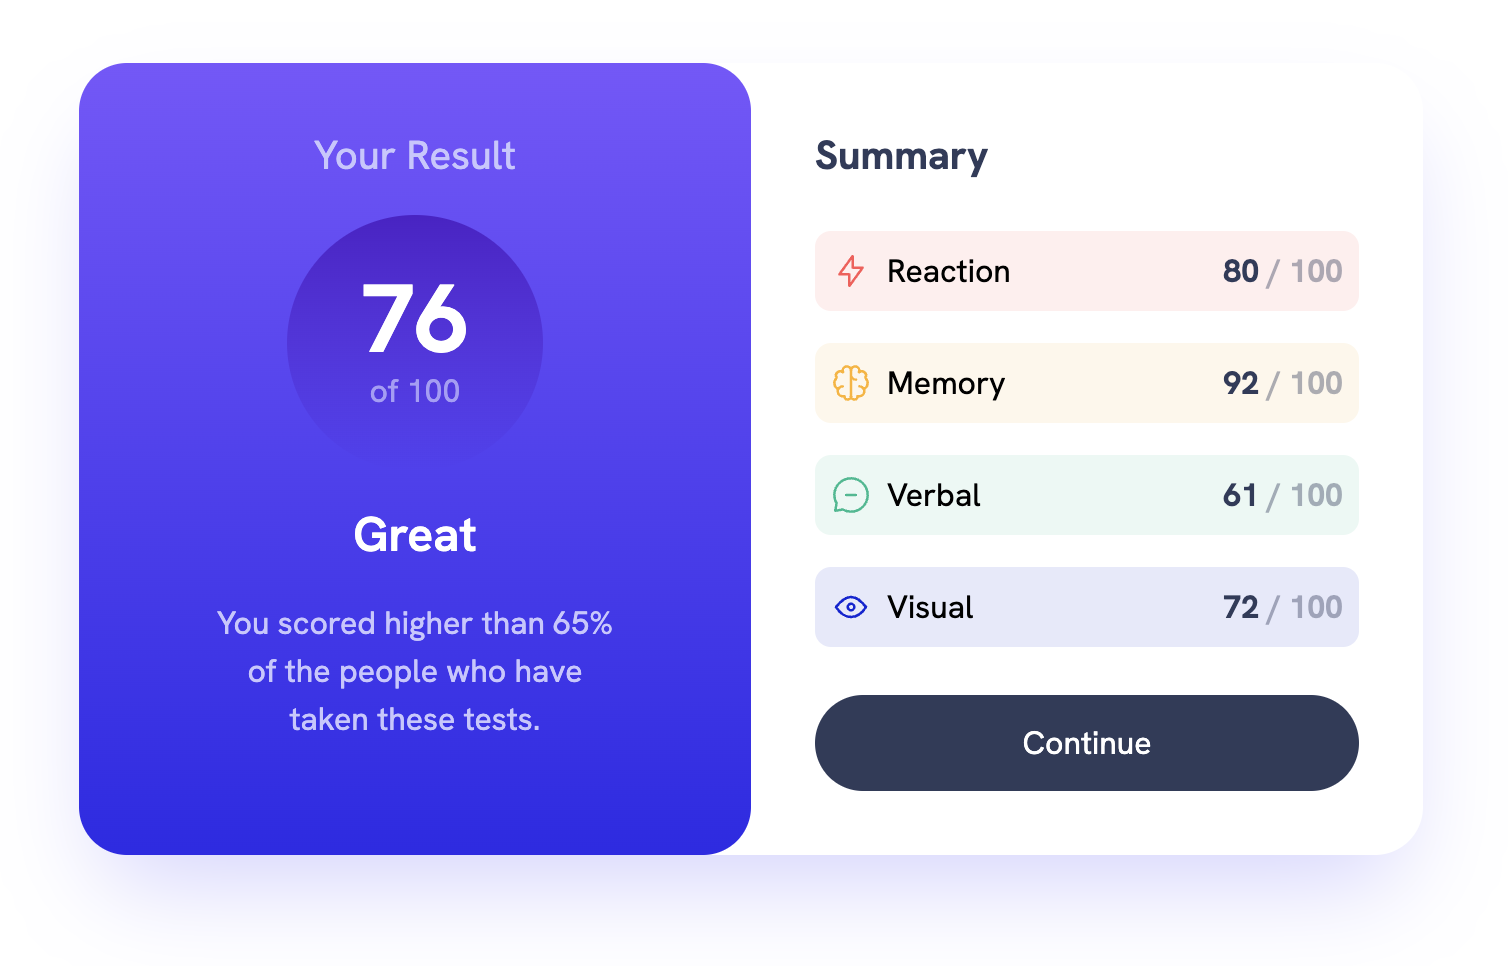 Your Result
76
of 100
Great
You scored higher than 65%
of the people who have
taken these tests.
Summary
Reaction 80 / 100
Memory 92 / 100
Verbal 61 / 100
Visual 72 / 100
Continue